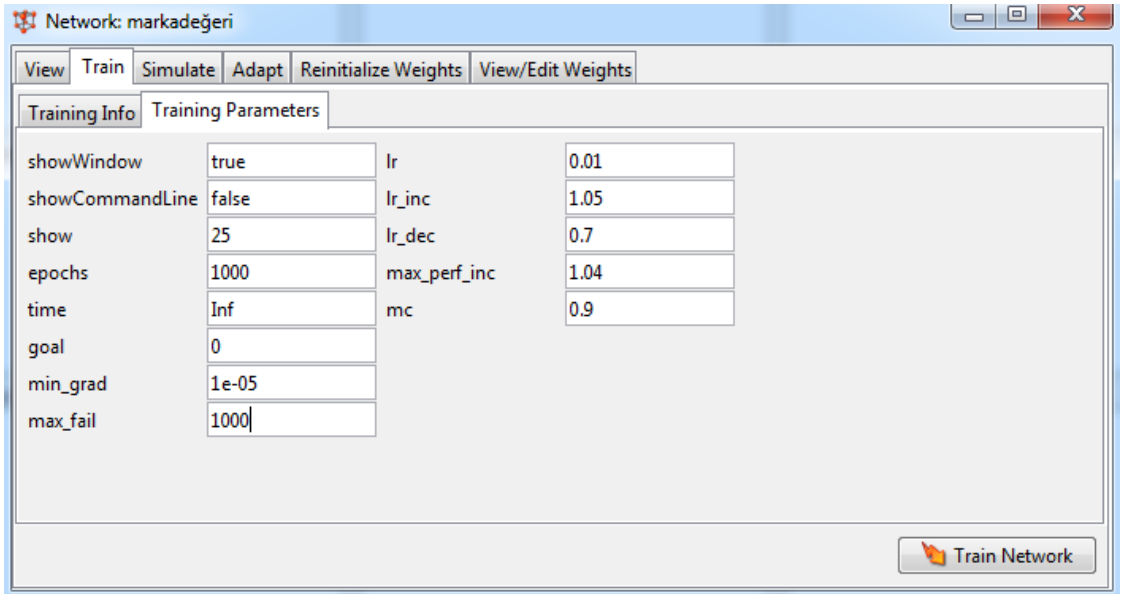 Network: markadeğeri
View Train Simulate Adapt Reinitialize Weights View/Edit Weights
Training Info Training Parameters
showWindow true lr 0.01
showCommandLine false lr_inc 1.05
show 25 lr_dec 0.7
epochs 1000 max_perf_inc 1.04
time Inf mc 0.9
goal 0
min_grad 1e-05
max_fail 1000
Train Network